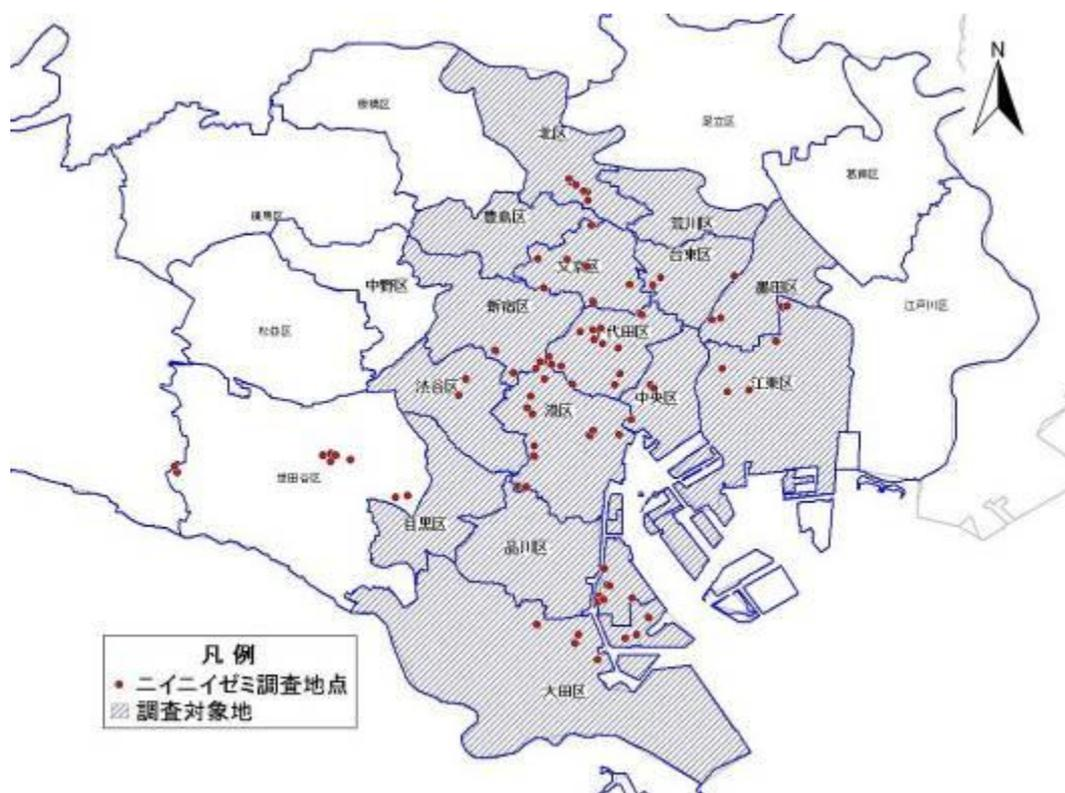 N
板橋区
足立区
北区
葛飾区
練馬区
豊島区
荒川区
文京区
台東区
中野区
墨田区
新宿区
江戸川区
杉並区
代田区
渋谷区
江東区
中央区
港区
世田谷区
目黒区
品川区
大田区
凡 例
ニイニイゼミ調査地点
調査対象地